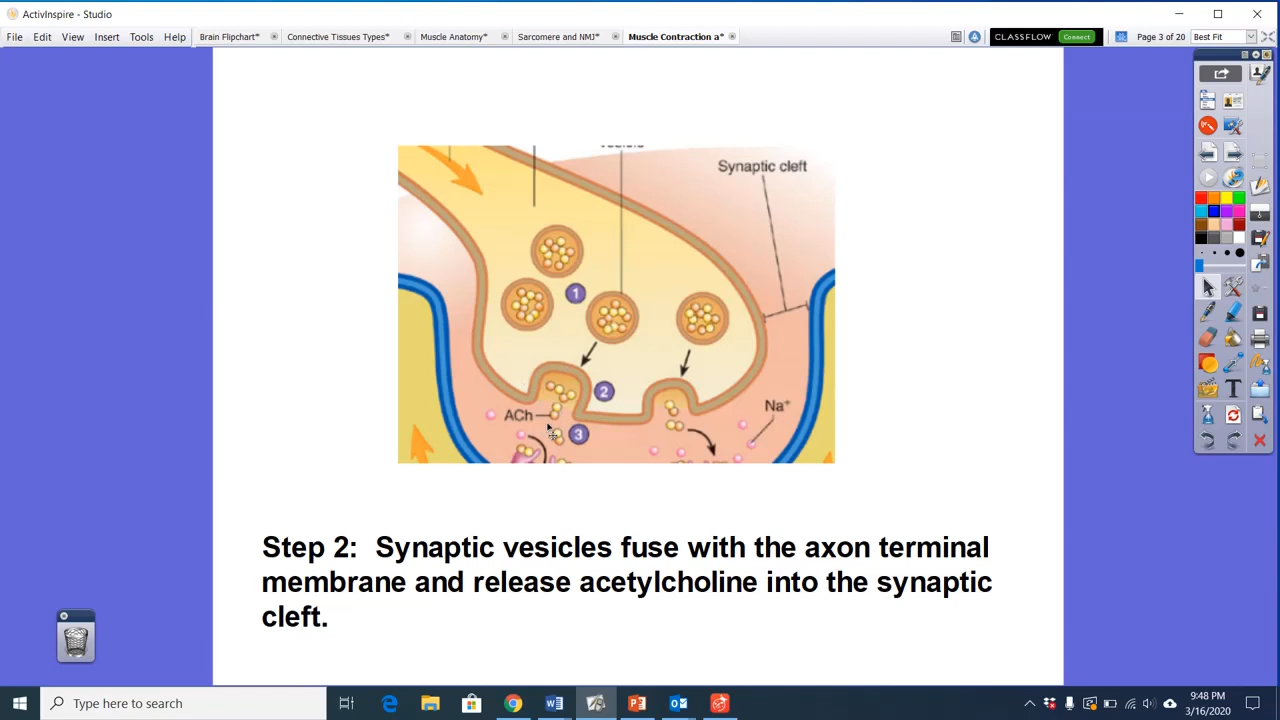 ActivInspire - Studio
File Edit View Insert Tools Help
Brain Flipchart* Connective Tissues Types* Muscle Anatomy* Sarcomere and NMJ* Muscle Contraction a*
CLASSFLOW Connect
Page 3 of 20
Best Fit
Synaptic cleft
1
2
ACh
3
Na⁺
Step 2: Synaptic vesicles fuse with the axon terminal
membrane and release acetylcholine into the synaptic
cleft.
Type here to search
9:48 PM
3/16/2020